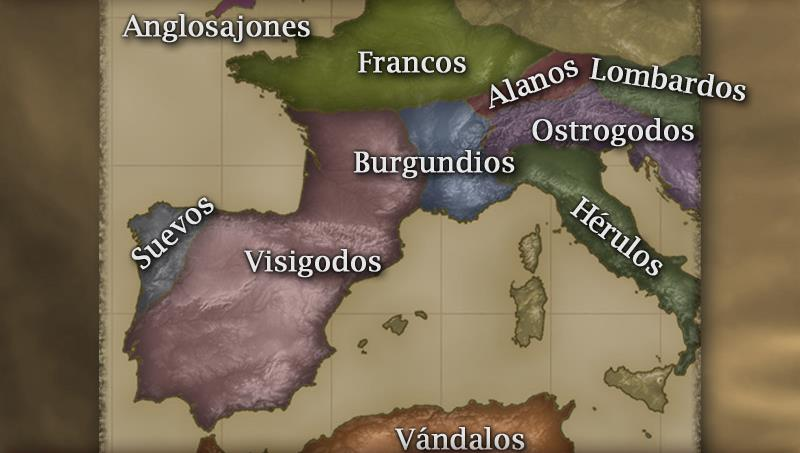 Anglosajones
Francos
Alanos
Lombardos
Ostrogodos
Burgundios
Suevos
Hérulos
Visigodos
Vándalos